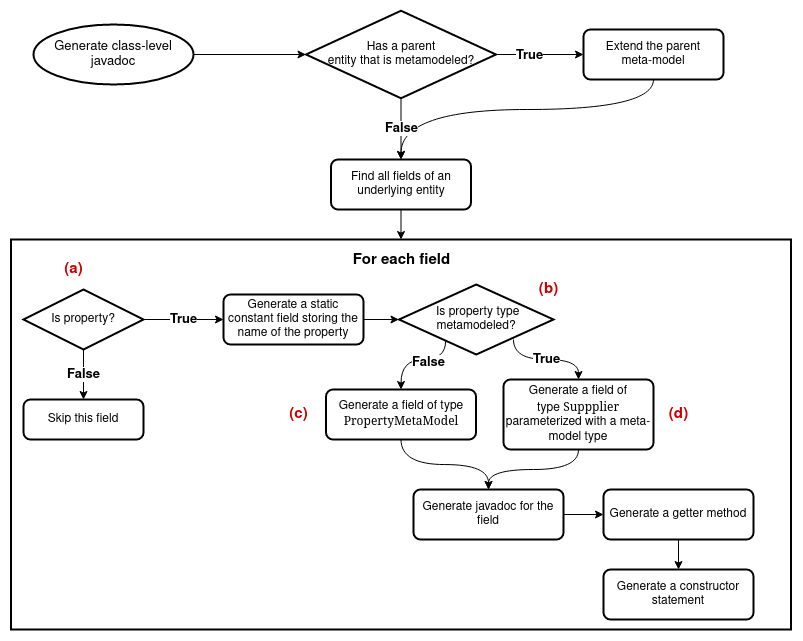 Generate class-level
javadoc
Has a parent
entity that is metamodeled?
True
Extend the parent
meta-model
False
Find all fields of an
underlying entity
For each field
(a)
Is property?
True
False
Skip this field
Generate a static
constant field storing the
name of the property
(b)
Is property type
metamodeled?
False
True
(c)
Generate a field of type
PropertyMetaModel
Generate a field of
type Suppplier
parameterized with a meta-
model type
(d)
Generate javadoc for the
field
Generate a getter method
Generate a constructor
statement